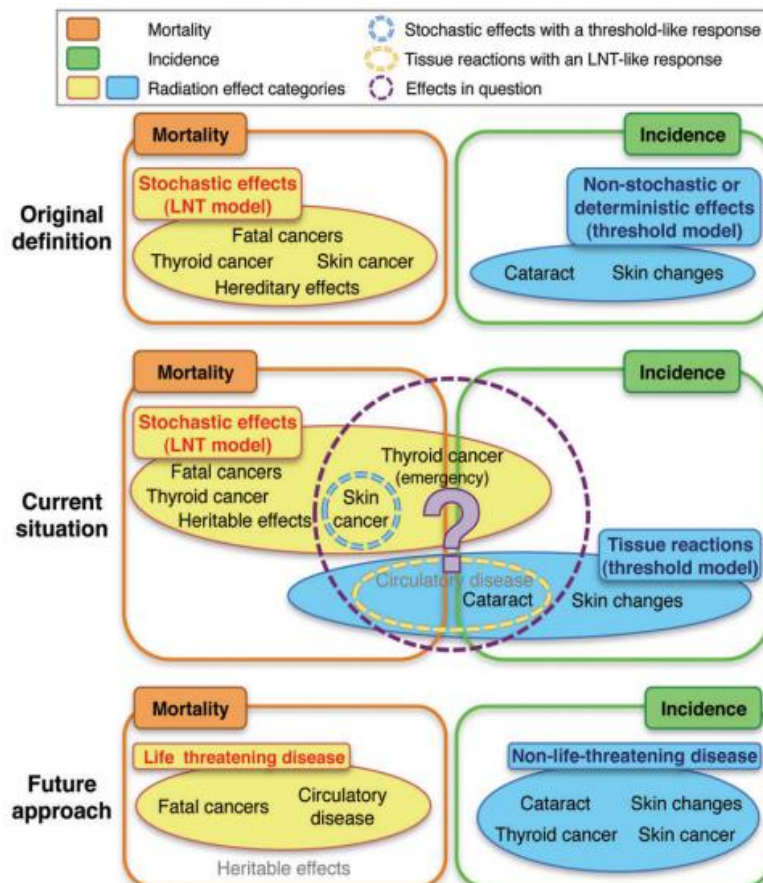 Mortality
Stochastic effects with a threshold-like response
Incidence
Tissue reactions with an LNT-like response
Radiation effect categories
Effects in question
Original
definition
Mortality
Stochastic effects
(LNT model)
Fatal cancers
Thyroid cancer
Skin cancer
Hereditary effects
Incidence
Non-stochastic or
deterministic effects
(threshold model)
Cataract
Skin changes
Current
situation
Mortality
Stochastic effects
(LNT model)
Fatal cancers
Thyroid cancer
Heritable effects
Skin
cancer
Thyroid cancer
(emergency)
?
Incidence
Tissue reactions
(threshold model)
Circulatory disease
Cataract
Skin changes
Future
approach
Mortality
Life threatening disease
Fatal cancers
Circulatory
disease
Heritable effects
Incidence
Non-life-threatening disease
Cataract
Skin changes
Thyroid cancer
Skin cancer